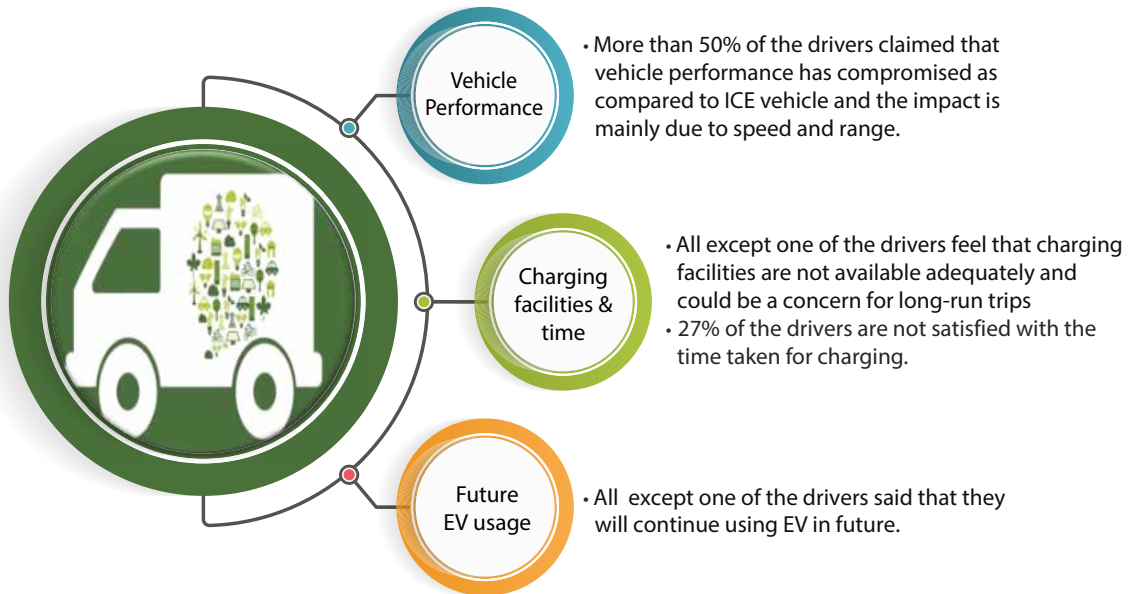 Vehicle
Performance
• More than 50% of the drivers claimed that
vehicle performance has compromised as
compared to ICE vehicle and the impact is
mainly due to speed and range.
Charging
facilities &
time
• All except one of the drivers feel that charging
facilities are not available adequately and
could be a concern for long-run trips
• 27% of the drivers are not satisfied with the
time taken for charging.
Future
EV usage
• All except one of the drivers said that they
will continue using EV in future.